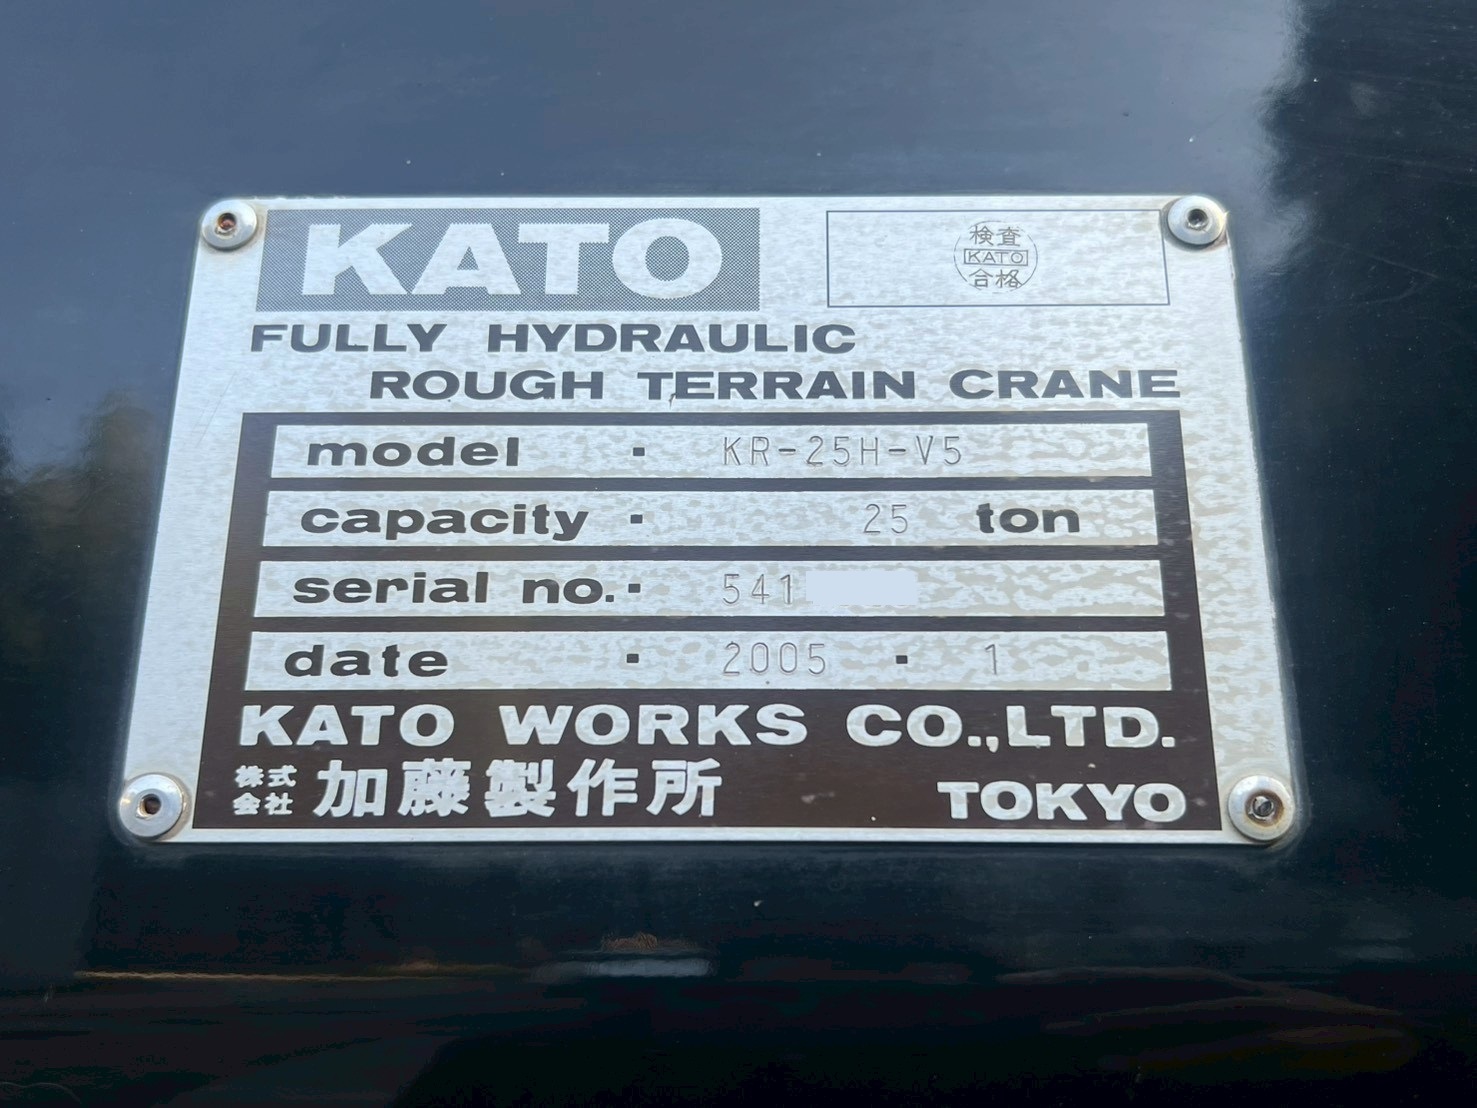 KATO
検査
KATO
合格
FULLY HYDRAULIC
ROUGH TERRAIN CRANE
model ・ KR-25H-V5
capacity ・ 25 ton
serial no.・ 541
date ・ 2005 ・ 1
KATO WORKS CO.,LTD.
株式会社 加藤製作所 TOKYO